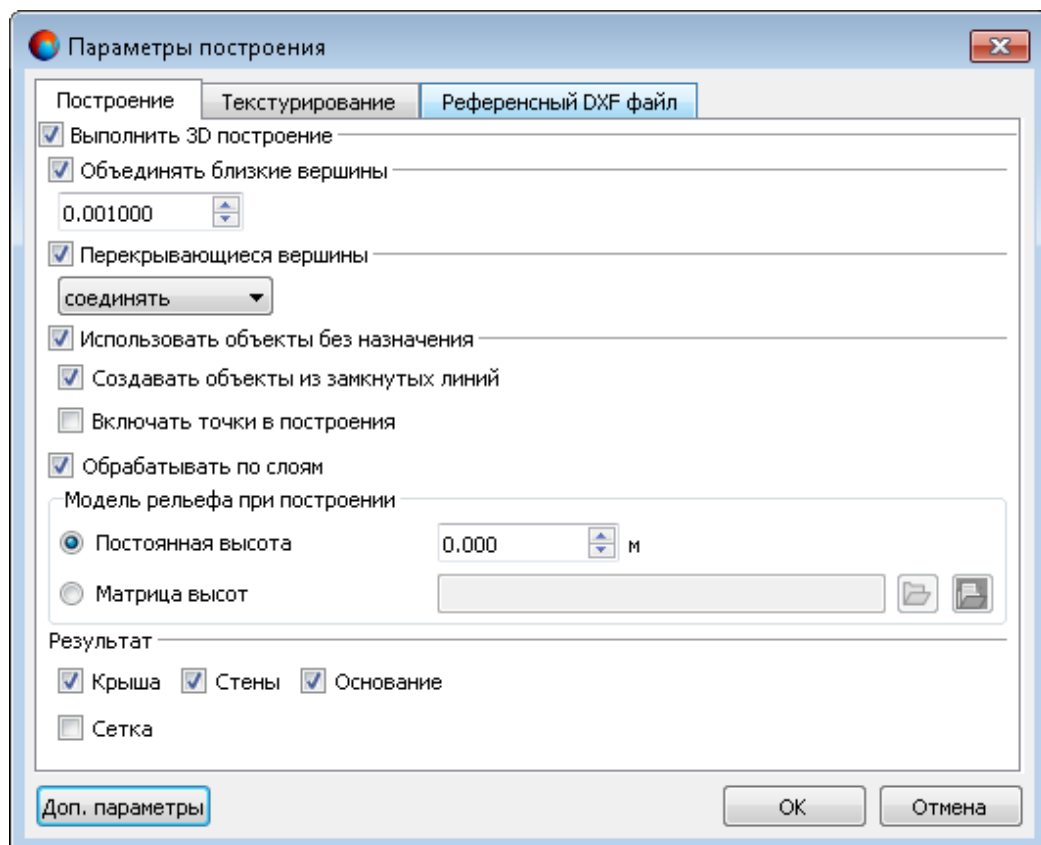 Параметры построения
Построение Текстурирование Референсный DXF файл
Выполнить 3D построение
Объединять близкие вершины
0.001000
Перекрывающиеся вершины
соединять
Использовать объекты без назначения
Создавать объекты из замкнутых линий
Включать точки в построения
Обрабатывать по слоям
Модель рельефа при построении
Постоянная высота 0.000 м
Матрица высот
Результат
Крыша Стены Основание
Сетка
Доп. параметры OK Отмена